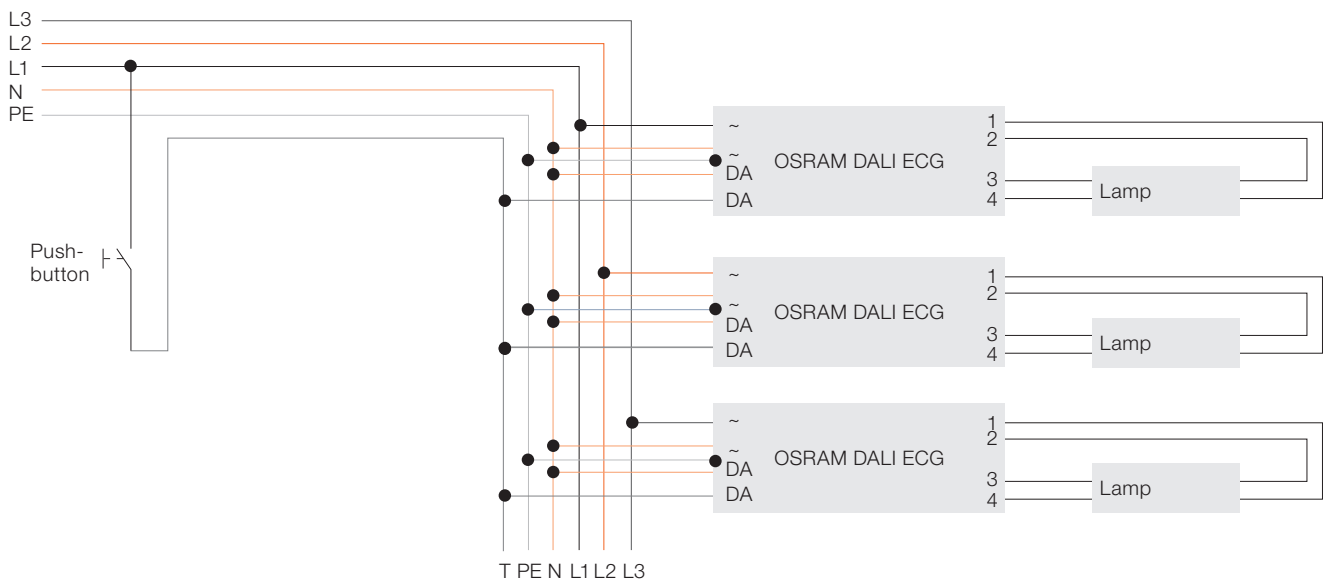 L3
L2
L1
N
PE
Push-
button
~
~
DA
DA
OSRAM DALI ECG
1
2
3
4
Lamp
~
~
DA
DA
OSRAM DALI ECG
1
2
3
4
Lamp
~
~
DA
DA
OSRAM DALI ECG
1
2
3
4
Lamp
T PE N L1 L2 L3